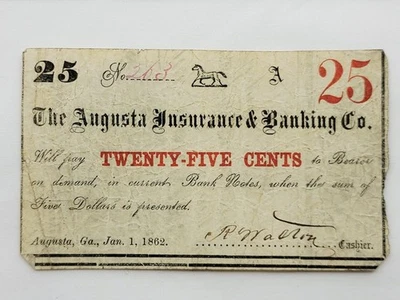 25 No. 213 A 25
The Augusta Insurance & Banking Co.
Will pay TWENTY-FIVE CENTS to Bearer
on demand, in current Bank Notes, when the sum of
Five Dollars is presented.
Augusta, Ga., Jan. 1, 1862. R Walton Cashier.